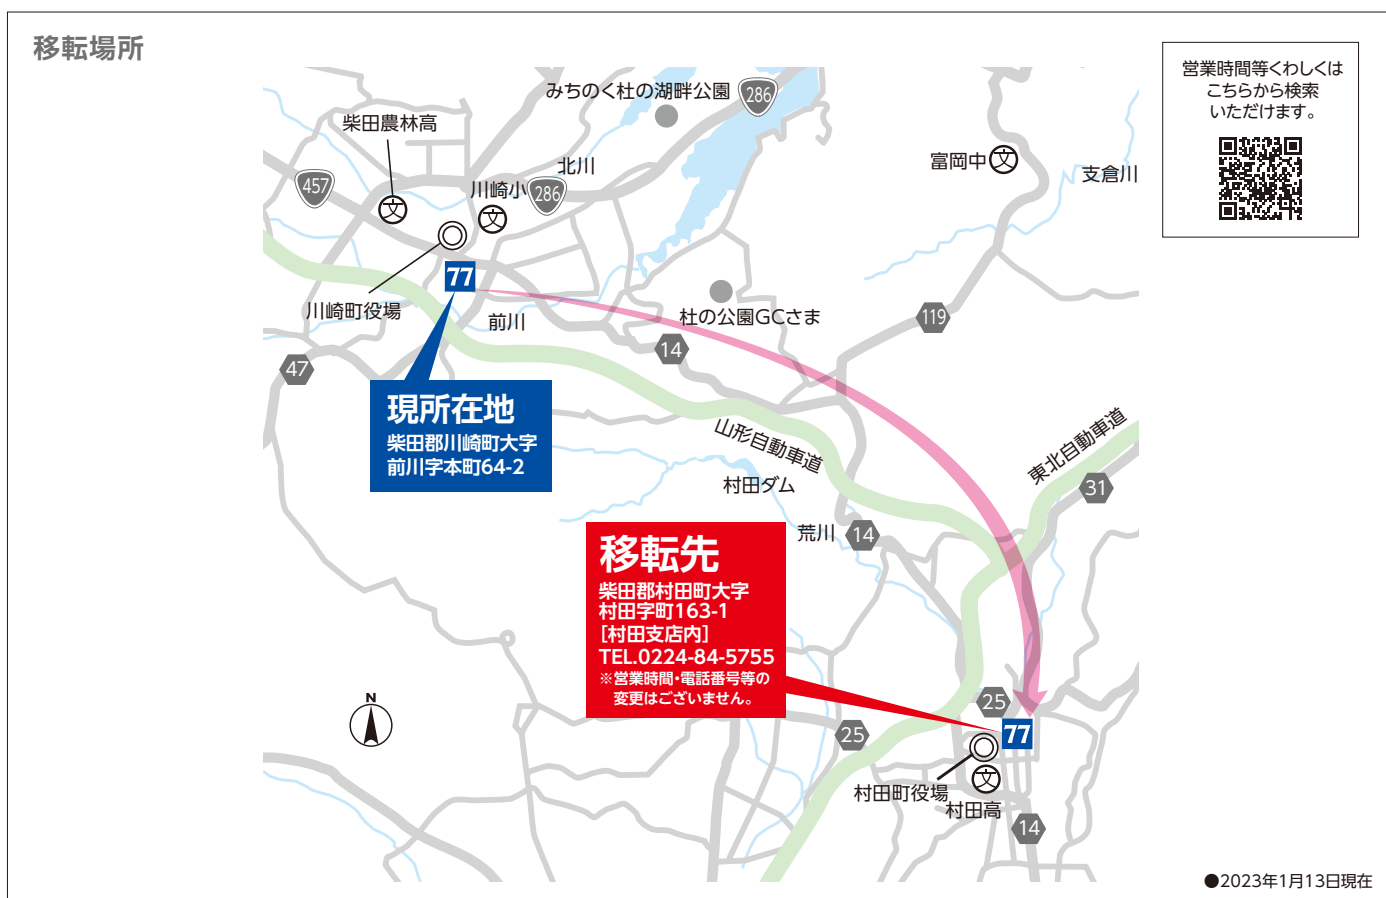 移転場所
営業時間等くわしくは
こちらから検索
いただけます。
みちのく杜の湖畔公園
286
柴田農林高
北川
富岡中
文
支倉川
457
川崎小
286
文
文
77
川崎町役場
前川
杜の公園GCさま
119
14
47
現所在地
柴田郡川崎町大字
前川字本町64-2
山形自動車道
東北自動車道
村田ダム
31
荒川
14
移転先
柴田郡村田町大字
村田字町163-1
[村田支店内]
TEL.0224-84-5755
※営業時間・電話番号等の
変更はございません。
N
25
25
77
村田町役場
文
村田高
14
●2023年1月13日現在